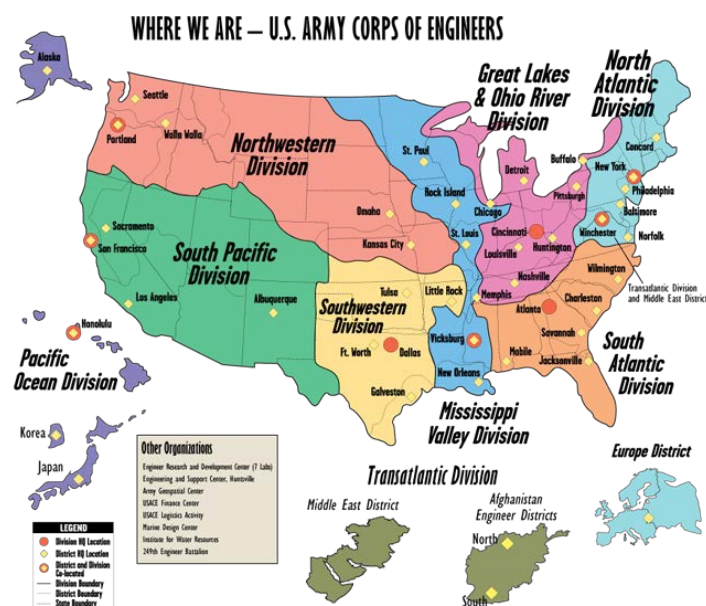 WHERE WE ARE – U.S. ARMY CORPS OF ENGINEERS
Alaska
Seattle
Portland
Walla Walla
Northwestern
Division
Omaha
Kansas City
St. Paul
Rock Island
St. Louis
Chicago
Great Lakes
& Ohio River
Division
Detroit
Buffalo
Pittsburgh
Cincinnati
Huntington
Louisville
Nashville
North
Atlantic
Division
Concord
New York
Philadelphia
Baltimore
Winchester
Norfolk
Transatlantic Division
and Middle East District
Sacramento
San Francisco
South Pacific
Division
Los Angeles
Albuquerque
Southwestern
Division
Tulsa
Little Rock
Ft. Worth
Dallas
Galveston
Memphis
Vicksburg
New Orleans
Mississippi
Valley Division
Wilmington
Atlanta
Charleston
Savannah
Mobile
Jacksonville
South
Atlantic
Division
Honolulu
Pacific
Ocean Division
Korea
Japan
Other Organizations
Engineer Research and Development Center (7 Labs)
Engineering and Support Center, Huntsville
Army Geospatial Center
USACE Finance Center
USACE Logistics Activity
Marine Design Center
Institute for Water Resources
249th Engineer Battalion
LEGEND
Division HQ Location
District HQ Location
District and Division
Co-located
Division Boundary
District Boundary
State Boundary
Transatlantic Division
Middle East District
Afghanistan
Engineer Districts
North
South
Europe District